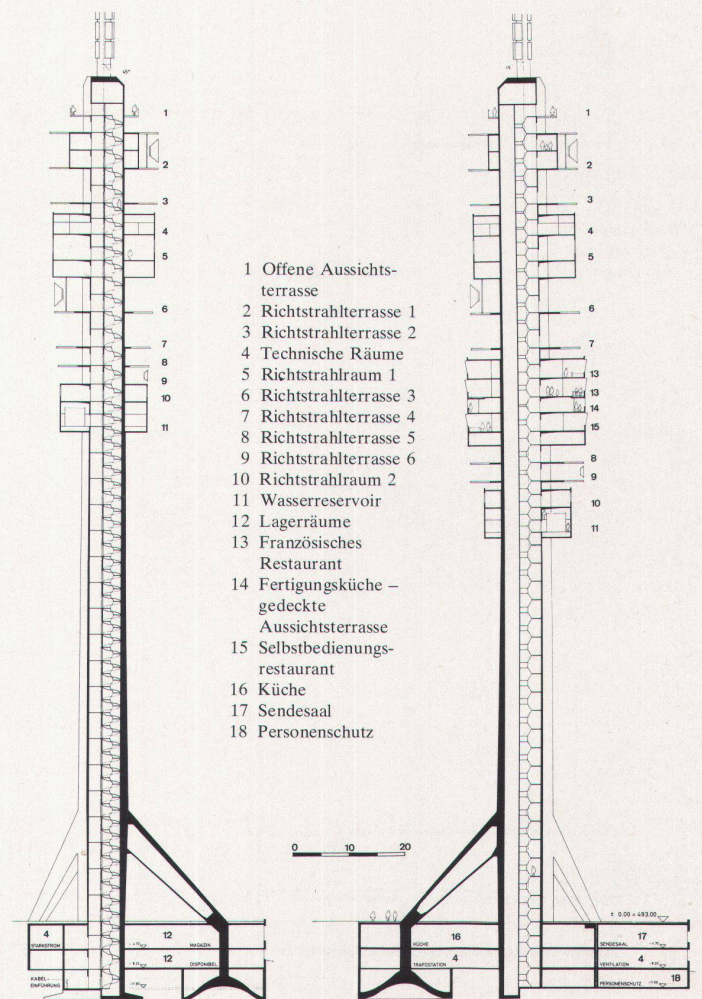 1
2
3
4
5
6
7
8
9
10
11
1 Offene Aussichts-
terrasse
2 Richtstrahlterrasse 1
3 Richtstrahlterrasse 2
4 Technische Räume
5 Richtstrahlraum 1
6 Richtstrahlterrasse 3
7 Richtstrahlterrasse 4
8 Richtstrahlterrasse 5
9 Richtstrahlterrasse 6
10 Richtstrahlraum 2
11 Wasserreservoir
12 Lagerräume
13 Französisches
Restaurant
14 Fertigungsküche –
gedeckte
Aussichtsterrasse
15 Selbstbedienungs-
restaurant
16 Küche
17 Sendesaal
18 Personenschutz
1
2
3
4
5
6
7
13
13
14
15
8
9
10
11
0 10 20
4
STARKSTROM
KABEL-
EINFÜHRUNG
12
MAGAZIN
12
DISPONIBEL
16
KÜCHE
4
TRAFOSTATION
± 0.00 = 493.00
17
SENDESAAL
4
VENTILATION
18
PERSONENSCHUTZ